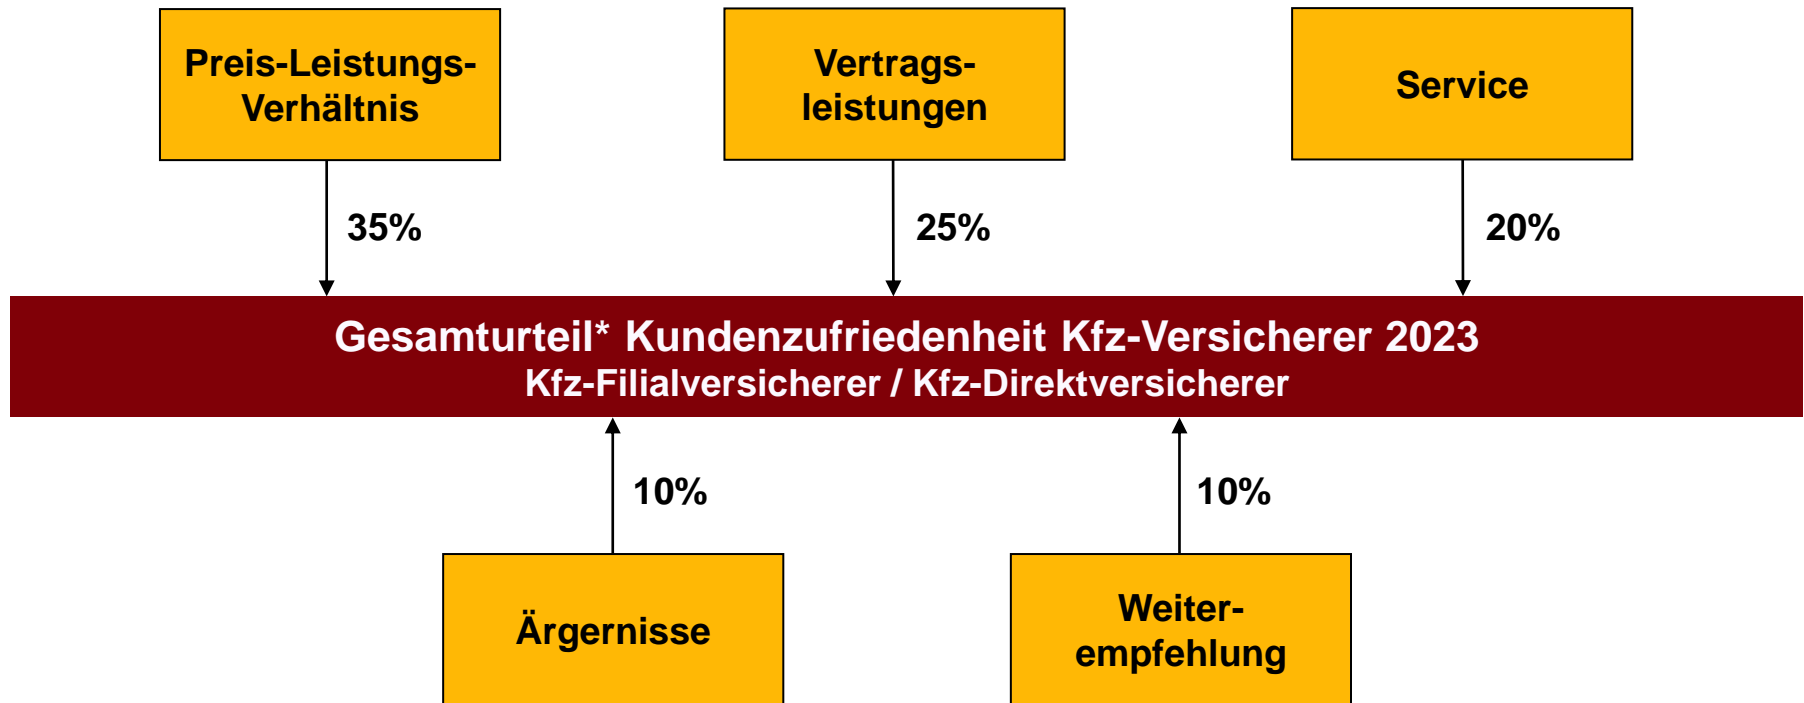 Preis-Leistungs-
Verhältnis
Vertrags-
leistungen
Service
35%
25%
20%
Gesamturteil* Kundenzufriedenheit Kfz-Versicherer 2023
Kfz-Filialversicherer / Kfz-Direktversicherer
10%
10%
Ärgernisse
Weiter-
empfehlung